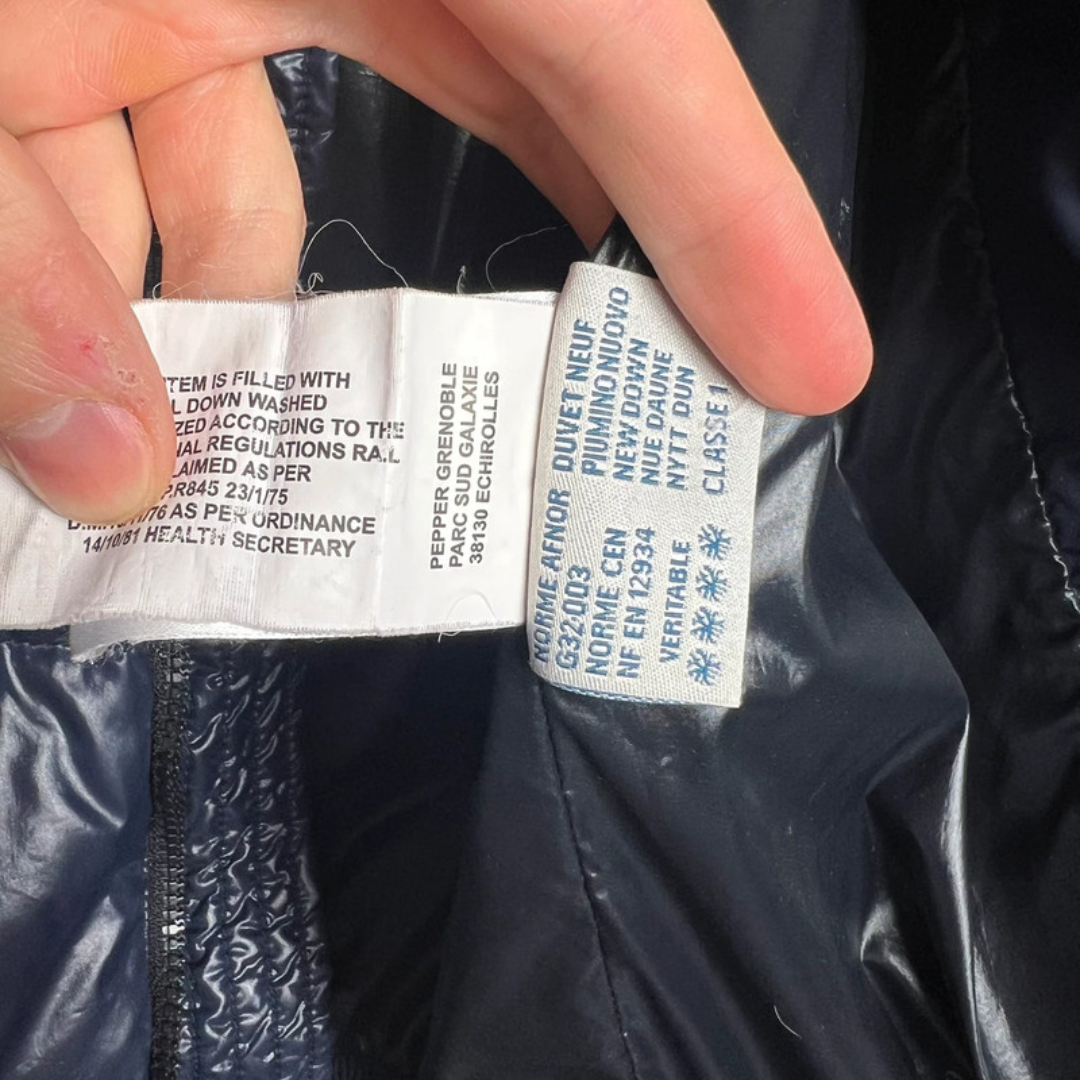 TEM IS FILLED WITH
L DOWN WASHED
ZED ACCORDING TO THE
AL REGULATIONS RAL
LAIMED AS PER
P.R845 23/1/75
76 AS PER ORDINANCE
14/10/81 HEALTH SECRETARY
PEPPER GRENOBLE
PARC SUD GALAXIE
38130 ECHIROLLES
NORME AFNOR DUVET NEUF
G32.003 PIUMINO NUOVO
NORME CEN NEW DOWN
NF EN 12934 NUE DAUNE
NYTT DUN
VERITABLE CLASSE 1